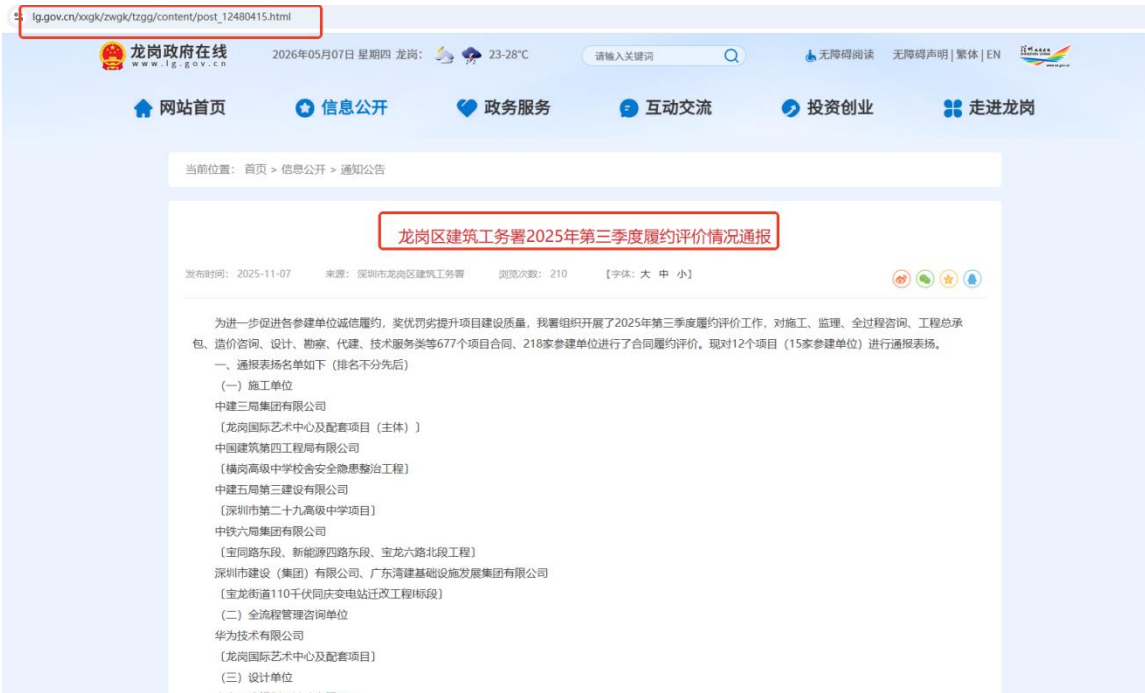 lg.gov.cn/xxgk/zwgk/tzgg/content/post_12480415.html
龙岗政府在线 2026年05月07日 星期四 龙岗: 23-28℃ 请输入关键词 无障碍阅读 无障碍声明 | 繁体 | EN
www.lg.gov.cn
网站首页 信息公开 政务服务 互动交流 投资创业 走进龙岗
当前位置: 首页 > 信息公开 > 通知公告
龙岗区建筑工务署2025年第三季度履约评价情况通报
发布时间: 2025-11-07 来源: 深圳市龙岗区建筑工务署 浏览次数: 210 【字体: 大 中 小】
为进一步促进各参建单位诚信履约, 奖优罚劣提升项目建设质量, 我署组织开展了2025年第三季度履约评价工作, 对施工、监理、全过程咨询、工程总承
包、造价咨询、设计、勘察、代建、技术服务类等677个项目合同、218家参建单位进行了合同履约评价。现对12个项目（15家参建单位）进行通报表扬。
一、通报表扬名单如下（排名不分先后）
（一）施工单位
中建三局集团有限公司
〔龙岗国际艺术中心及配套项目（主体）〕
中国建筑第四工程局有限公司
〔横岗高级中学校舍安全隐患整治工程〕
中建五局第三建设有限公司
〔深圳市第二十九高级中学项目〕
中铁六局集团有限公司
〔宝同路东段、新能源四路东段、宝龙六路北段工程〕
深圳市建设（集团）有限公司、广东湾建基础设施发展集团有限公司
〔宝龙街道110千伏同庆变电站迁改工程I标段〕
（二）全流程管理咨询单位
华为技术有限公司
〔龙岗国际艺术中心及配套项目〕
（三）设计单位